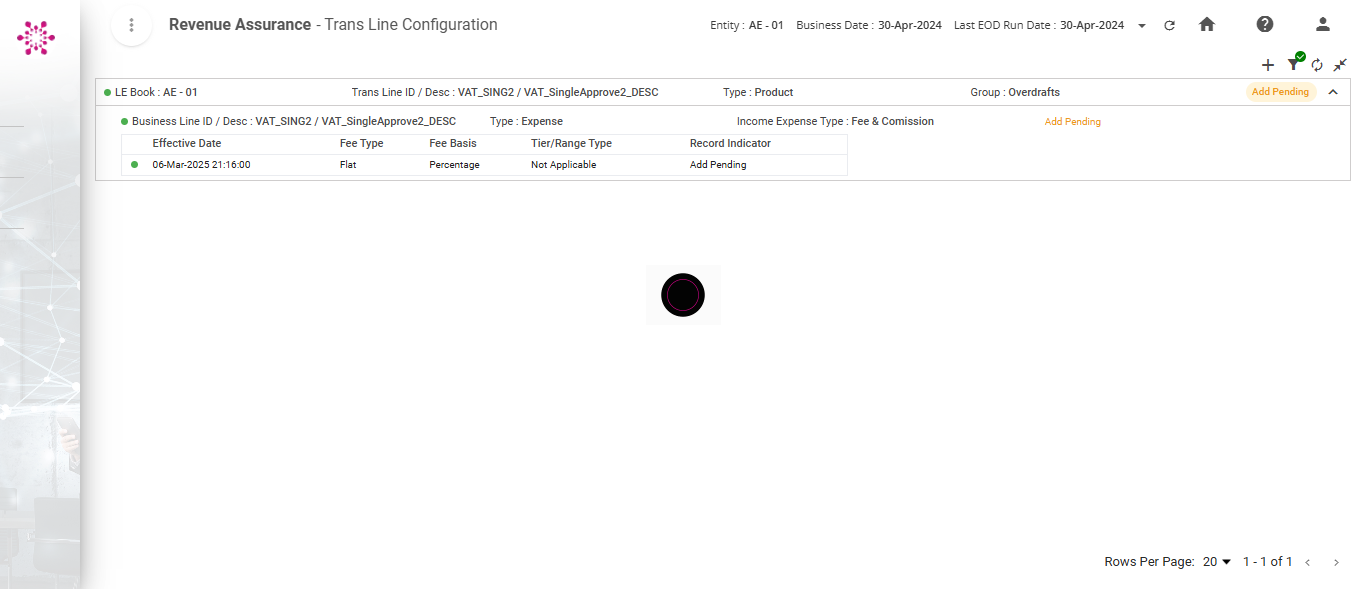 Revenue Assurance - Trans Line Configuration
Entity : AE - 01 Business Date : 30-Apr-2024 Last EOD Run Date : 30-Apr-2024
LE Book : AE - 01 Trans Line ID / Desc : VAT_SING2 / VAT_SingleApprove2_DESC Type : Product Group : Overdrafts Add Pending
Business Line ID / Desc : VAT_SING2 / VAT_SingleApprove2_DESC Type : Expense Income Expense Type : Fee & Comission Add Pending
Effective Date Fee Type Fee Basis Tier/Range Type Record Indicator
06-Mar-2025 21:16:00 Flat Percentage Not Applicable Add Pending
Rows Per Page: 20 1 - 1 of 1